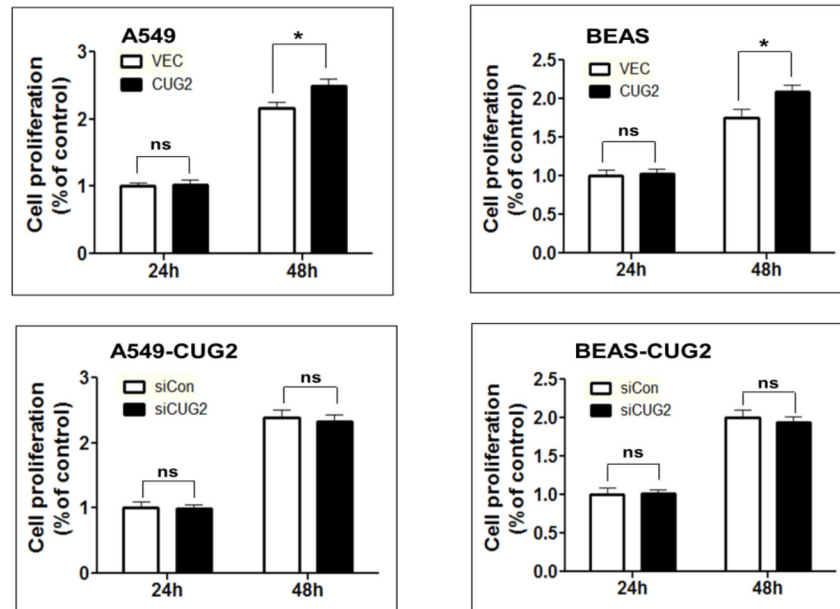 A549
VEC
CUG2
Cell proliferation
(% of control)
3
2
1
0
ns
*
24h
48h
BEAS
VEC
CUG2
Cell proliferation
(% of control)
2.5
2.0
1.5
1.0
0.5
0.0
ns
*
24h
48h
A549-CUG2
siCon
siCUG2
Cell proliferation
(% of control)
3
2
1
0
ns
ns
24h
48h
BEAS-CUG2
siCon
siCUG2
Cell proliferation
(% of control)
2.5
2.0
1.5
1.0
0.5
0.0
ns
ns
24h
48h